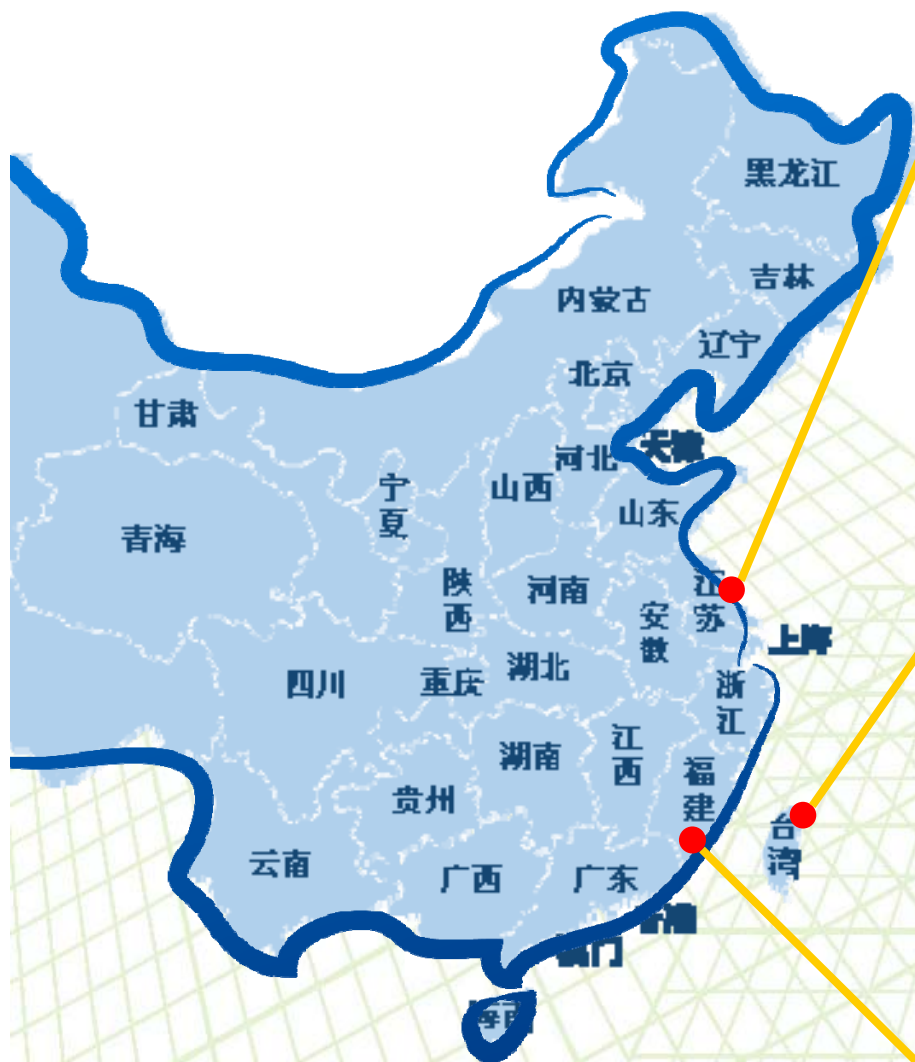 黑龙江
吉林
内蒙古
辽宁
北京
甘肃
天津
河北
宁
夏
山西
山东
青海
陕
西
河南
江
苏
安
徽
上海
四川
重庆
湖北
浙
江
湖南
江
西
福
建
贵州
台
湾
云南
广西
广东
香港
澳门
海南